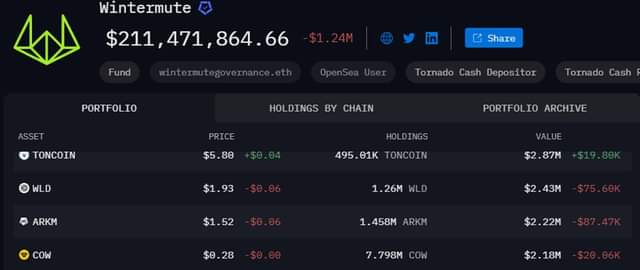 Wintermute
$211,471,864.66 -$1.24M Share
Fund wintermutegovernance.eth OpenSea User Tornado Cash Depositor Tornado Cash
PORTFOLIO HOLDINGS BY CHAIN PORTFOLIO ARCHIVE
ASSET PRICE HOLDINGS VALUE
TONCOIN $5.80 +$0.04 495.01K TONCOIN $2.87M +$19.80K
WLD $1.93 -$0.06 1.26M WLD $2.43M -$75.60K
ARKM $1.52 -$0.06 1.458M ARKM $2.22M -$87.47K
COW $0.28 -$0.00 7.798M COW $2.18M -$20.06K